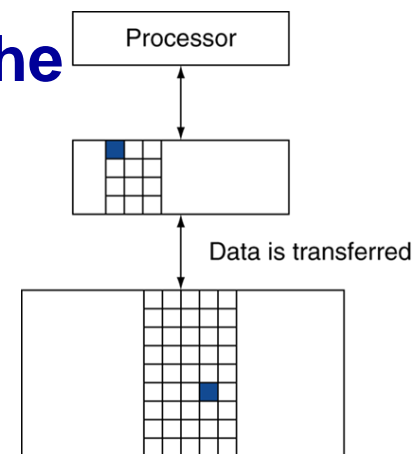 he
Processor
Data is transferred